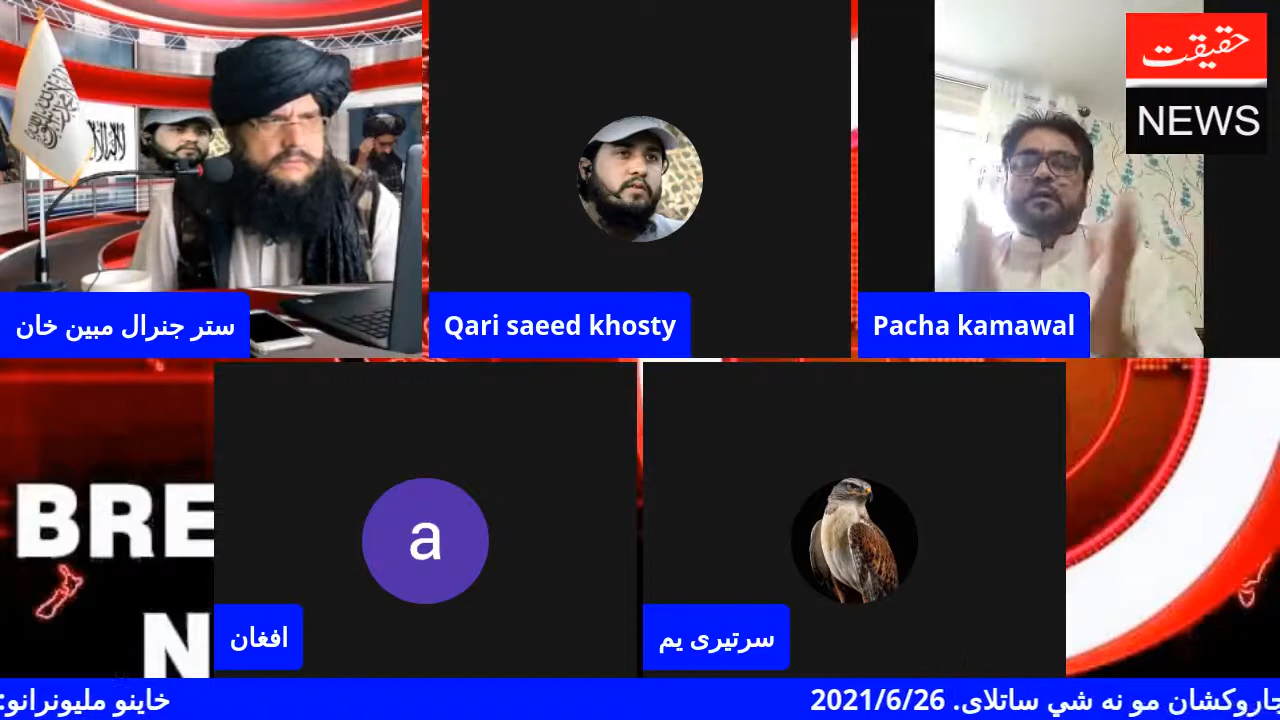 حقیقت
NEWS
ستر جنرال مبین خان
Qari saeed khosty
Pacha kamawal
BRE
a
N
افغان
سرتیری یم
جاروکشان مو نه شي ساتلای. 2021/6/26
خاینو ملیونرانو: